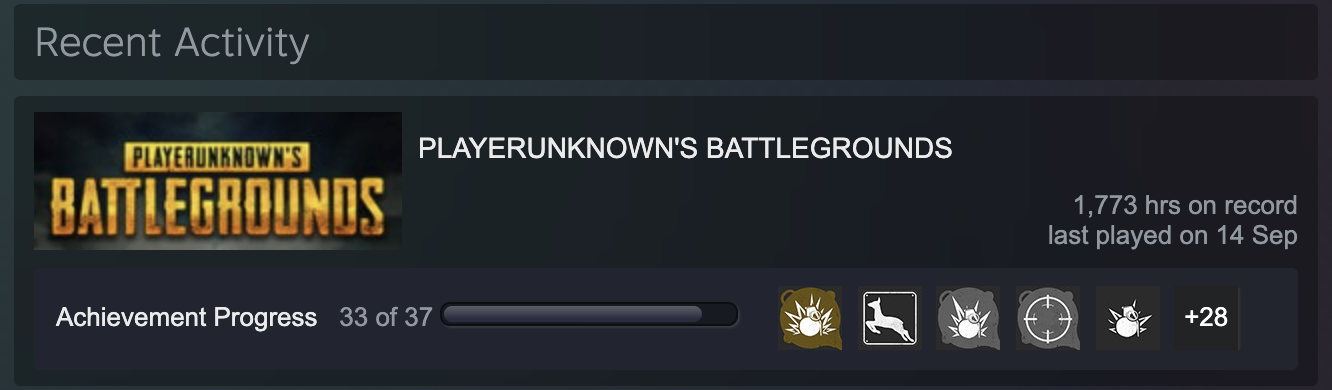 Recent Activity
PLAYERUNKNOWN'S
BATTLEGROUNDS
PLAYERUNKNOWN'S BATTLEGROUNDS
1,773 hrs on record
last played on 14 Sep
Achievement Progress 33 of 37 +28